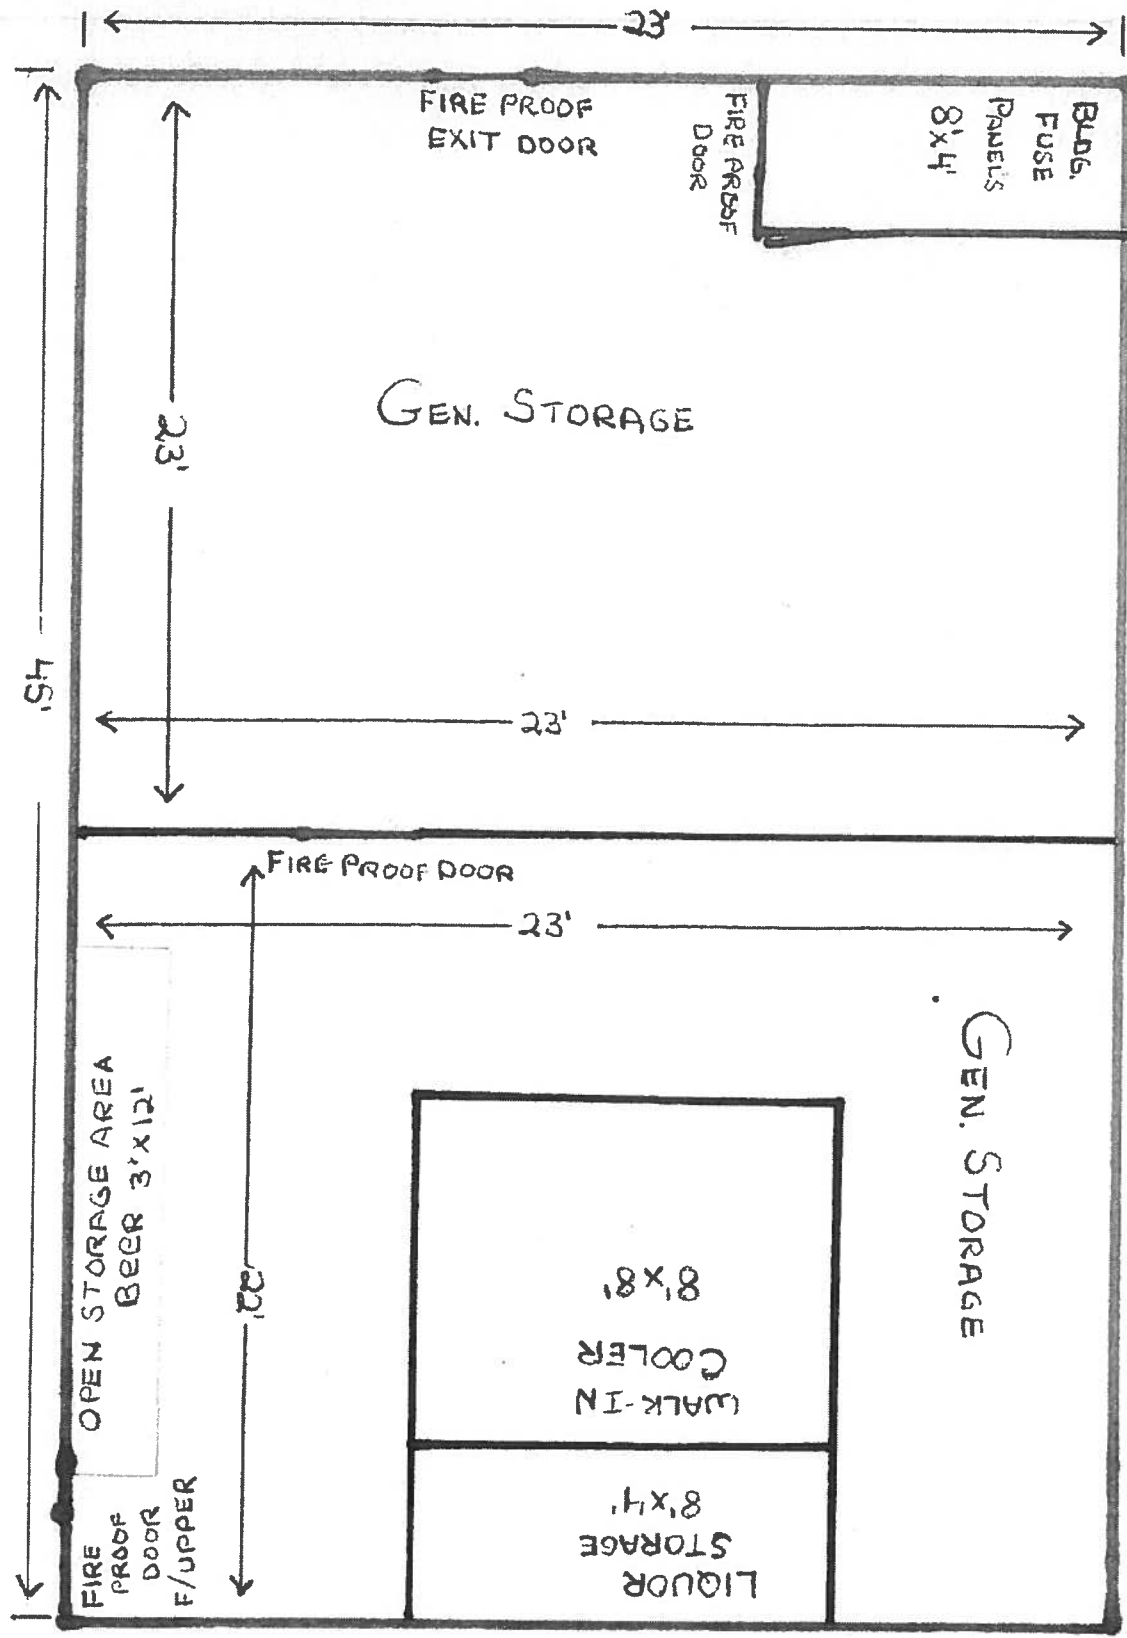 23'
FIRE PROOF
EXIT DOOR
FIRE PROOF
DOOR
BLDG.
FUSE
PANELS
8'x4'
GEN. STORAGE
23'
45'
23'
FIRE PROOF DOOR
23'
22'
GEN. STORAGE
OPEN STORAGE AREA
BEER 3'x12'
WALK-IN
COOLER
8'x8'
LIQUOR
STORAGE
8'x4'
FIRE
PROOF
DOOR
F/UPPER